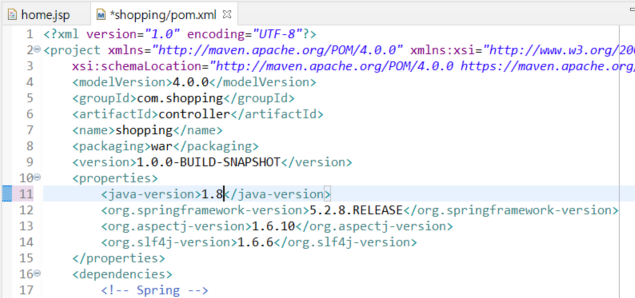 home.jsp
*shopping/pom.xml
1 <?xml version="1.0" encoding="UTF-8"?>
2 <project xmlns="http://maven.apache.org/POM/4.0.0" xmlns:xsi="http://www.w3.org/200
3 xsi:schemaLocation="http://maven.apache.org/POM/4.0.0 https://maven.apache.org/
4 <modelVersion>4.0.0</modelVersion>
5 <groupId>com.shopping</groupId>
6 <artifactId>controller</artifactId>
7 <name>shopping</name>
8 <packaging>war</packaging>
9 <version>1.0.0-BUILD-SNAPSHOT</version>
10 <properties>
11 <java-version>1.8</java-version>
12 <org.springframework-version>5.2.8.RELEASE</org.springframework-version>
13 <org.aspectj-version>1.6.10</org.aspectj-version>
14 <org.slf4j-version>1.6.6</org.slf4j-version>
15 </properties>
16 <dependencies>
17 <!-- Spring -->